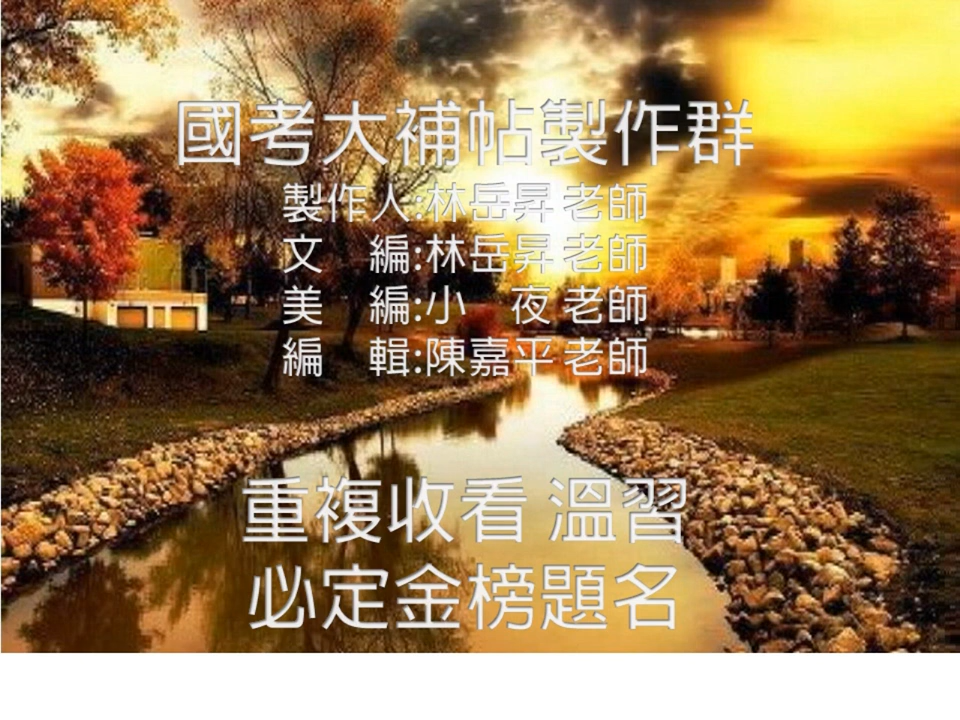 國考大補帖製作群
製作人:林岳昇 老師
文　編:林岳昇 老師
美　編:小　夜 老師
編　輯:陳嘉平 老師
重複收看 溫習
必定金榜題名